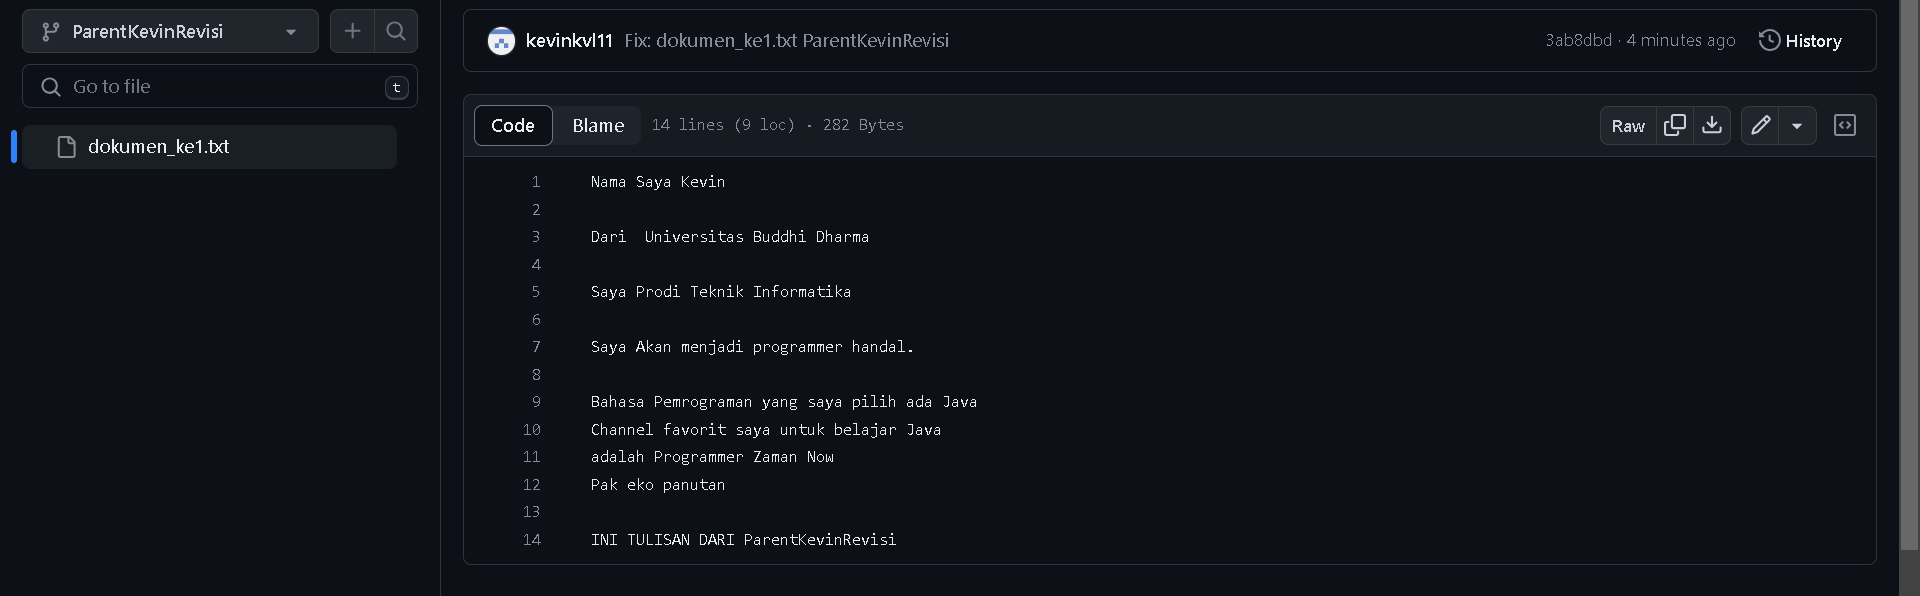 ParentKevinRevisi
Go to file
t
dokumen_ke1.txt
kevinkvl11 Fix: dokumen_ke1.txt ParentKevinRevisi
3ab8dbd · 4 minutes ago
History
Code
Blame
14 lines (9 loc) · 282 Bytes
Raw
1 Nama Saya Kevin
2
3 Dari  Universitas Buddhi Dharma
4
5 Saya Prodi Teknik Informatika
6
7 Saya Akan menjadi programmer handal.
8
9 Bahasa Pemrograman yang saya pilih ada Java
10 Channel favorit saya untuk belajar Java
11 adalah Programmer Zaman Now
12 Pak eko panutan
13
14 INI TULISAN DARI ParentKevinRevisi